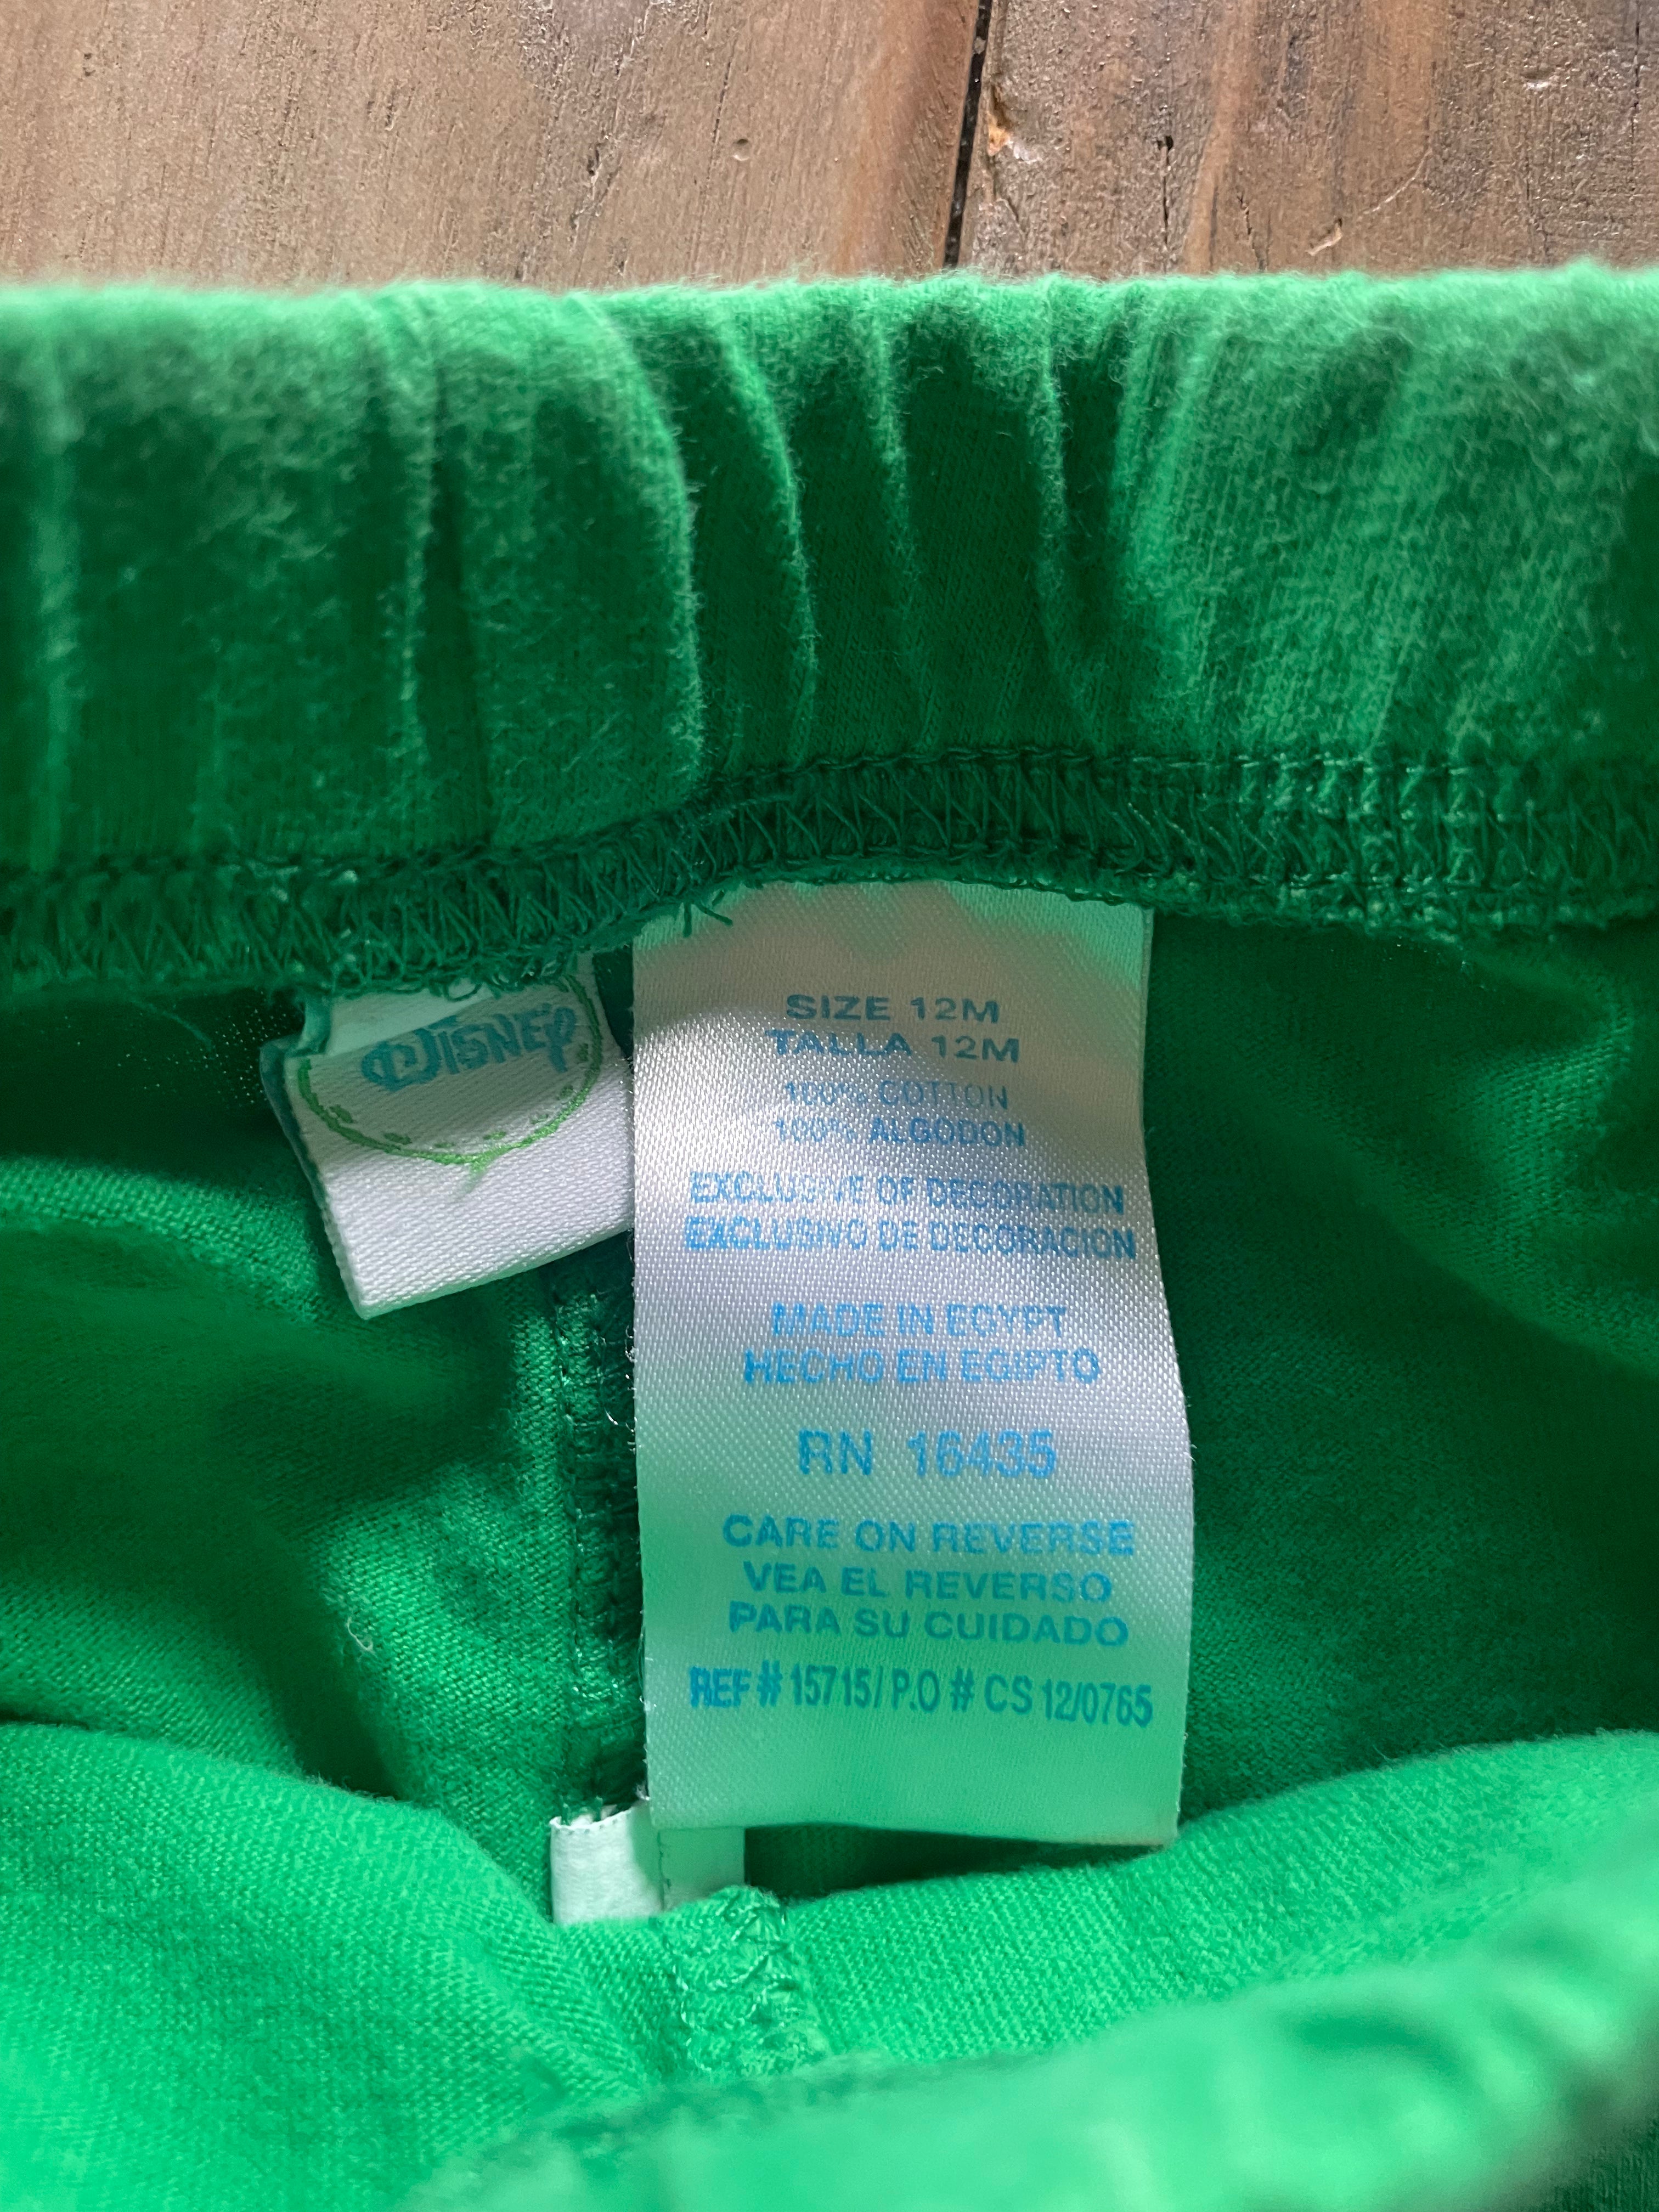 DISNEY
SIZE 12M
TALLA 12M
100% COTTON
100% ALGODON
EXCLUSIVE OF DECORATION
EXCLUSIVO DE DECORACION
MADE IN EGYPT
HECHO EN EGIPTO
RN 16435
CARE ON REVERSE
VEA EL REVERSO
PARA SU CUIDADO
REF # 15715 / P.O # CS 12/0765